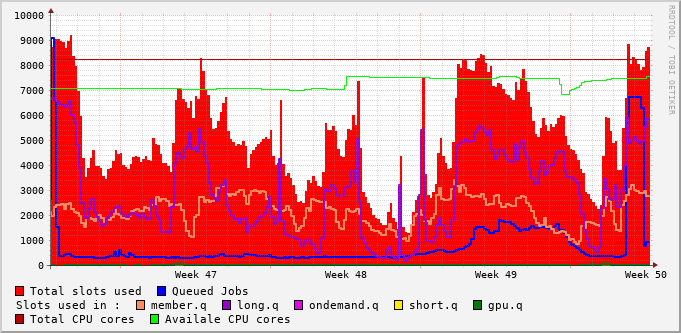 10000
9000
8000
7000
6000
5000
4000
3000
2000
1000
0
Week 47 Week 48 Week 49 Week 50
Total slots used Queued Jobs
Slots used in : member.q long.q ondemand.q short.q gpu.q
Total CPU cores Availale CPU cores
RRDTOOL / TOBI OETIKER